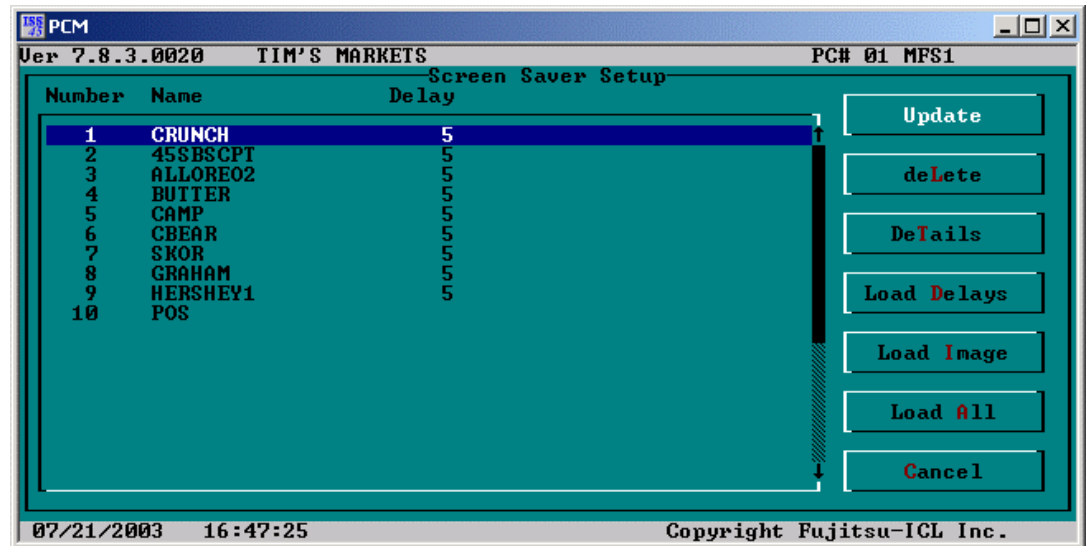 ISS 45 PCM
Ver 7.8.3.0020 TIM'S MARKETS PC# 01 MFS1
Screen Saver Setup
Number Name Delay
1 CRUNCH 5
2 45SBSCPT 5
3 ALLOREO2 5
4 BUTTER 5
5 CAMP 5
6 CBEAR 5
7 SKOR 5
8 GRAHAM 5
9 HERSHEY1 5
10 POS
Update
deLete
DeTails
Load Delays
Load Image
Load All
Cancel
07/21/2003 16:47:25 Copyright Fujitsu-ICL Inc.